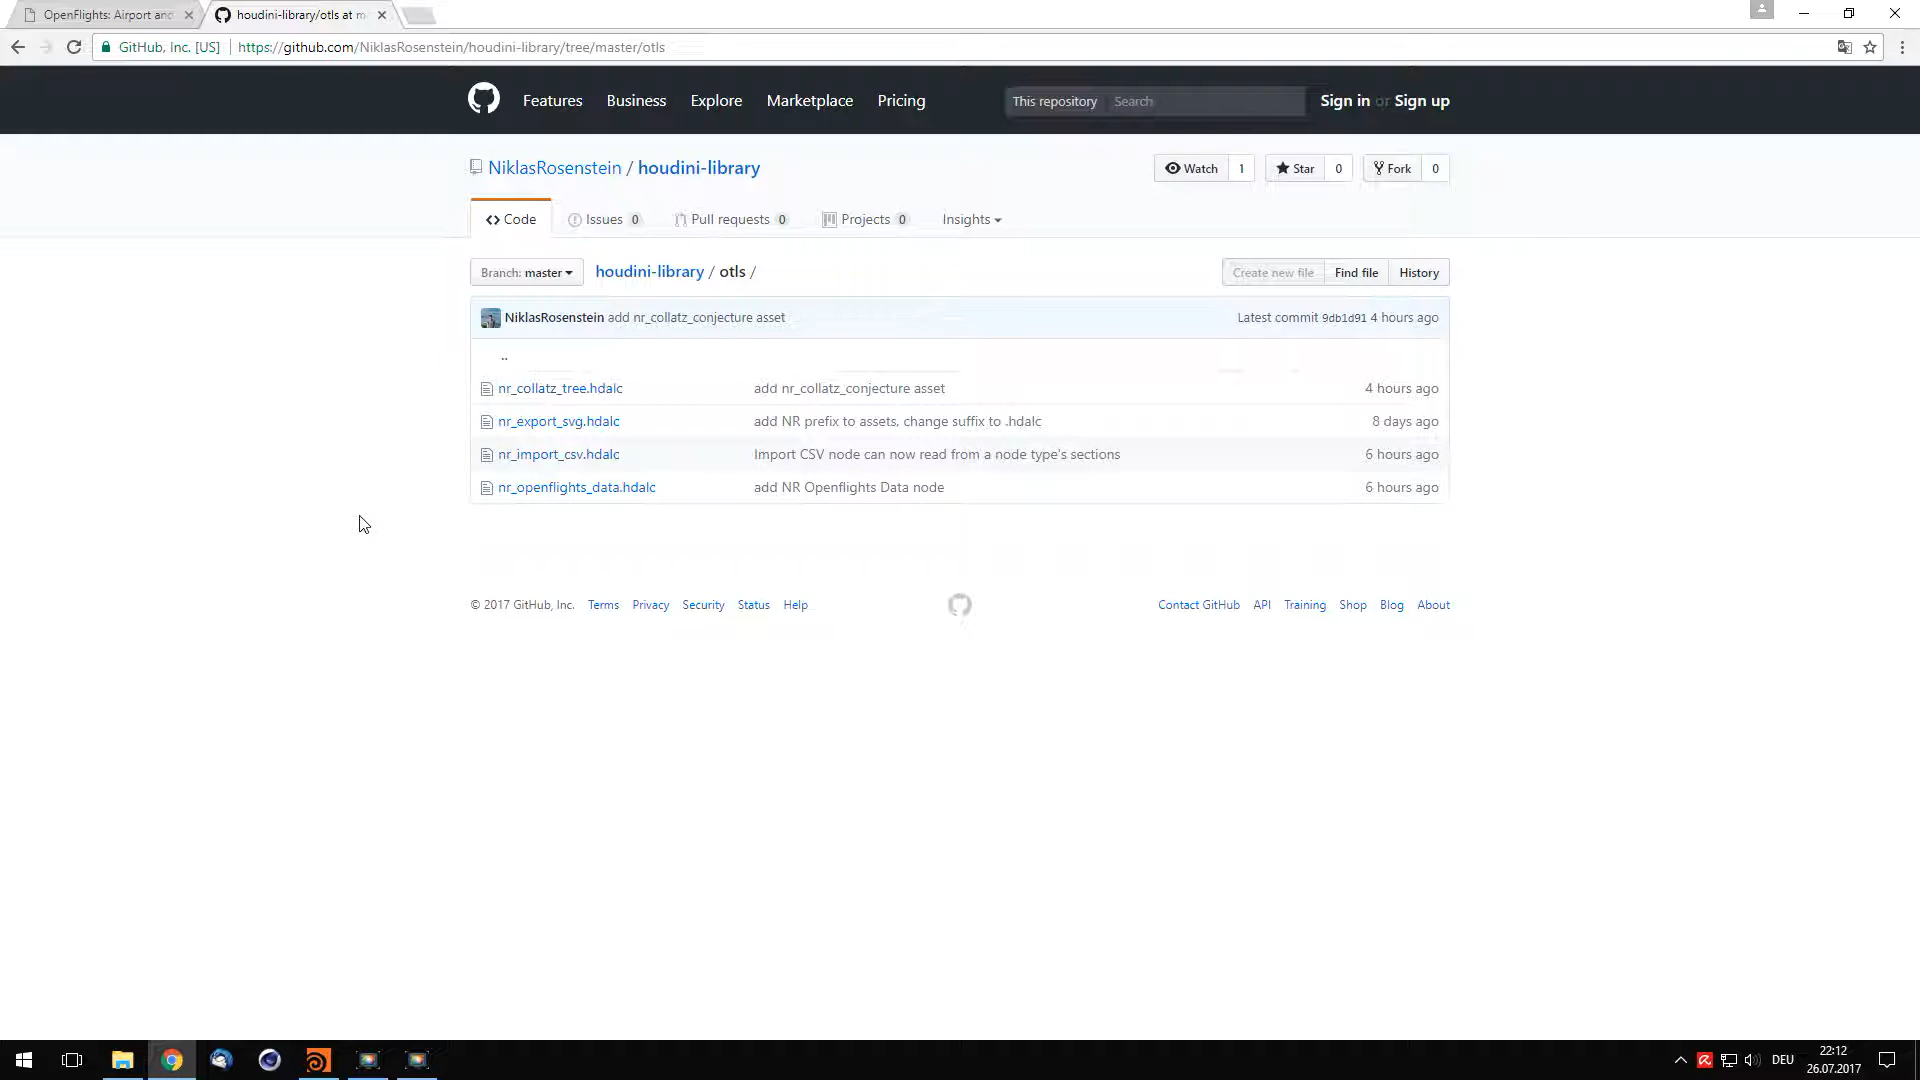 OpenFlights: Airport and
houdini-library/otls at m
GitHub, Inc. [US] https://github.com/NiklasRosenstein/houdini-library/tree/master/otls
Features Business Explore Marketplace Pricing This repository Search Sign in or Sign up
NiklasRosenstein / houdini-library Watch 1 Star 0 Fork 0
Code Issues 0 Pull requests 0 Projects 0 Insights
Branch: master houdini-library / otls / Create new file Find file History
NiklasRosenstein add nr_collatz_conjecture asset Latest commit 9db1d91 4 hours ago
..
nr_collatz_tree.hdalc add nr_collatz_conjecture asset 4 hours ago
nr_export_svg.hdalc add NR prefix to assets, change suffix to .hdalc 8 days ago
nr_import_csv.hdalc Import CSV node can now read from a node type's sections 6 hours ago
nr_openflights_data.hdalc add NR Openflights Data node 6 hours ago
© 2017 GitHub, Inc. Terms Privacy Security Status Help Contact GitHub API Training Shop Blog About
DEU 22:12
26.07.2017